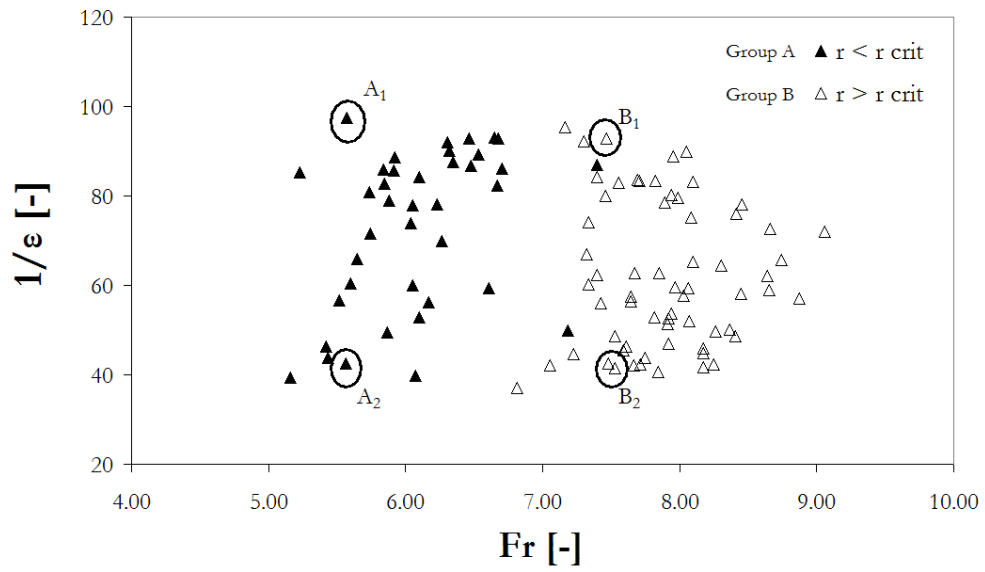 120
100
80
60
40
20
1/ε [-]
4.00 5.00 6.00 7.00 8.00 9.00 10.00
Fr [-]
Group A ▲ r < r crit
Group B △ r > r crit
A₁
B₁
A₂
B₂